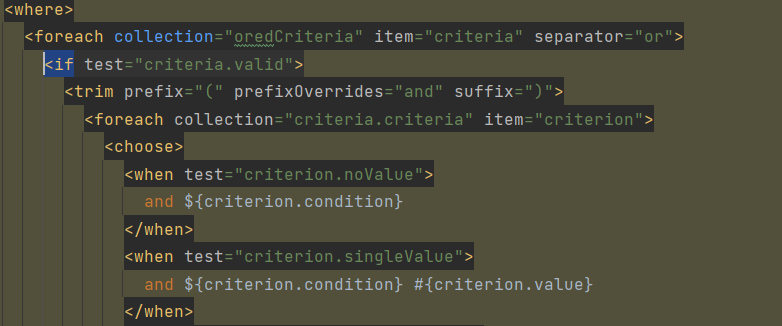 <where>
<foreach collection="oredCriteria" item="criteria" separator="or">
<if test="criteria.valid">
<trim prefix="(" prefixOverrides="and" suffix=")">
<foreach collection="criteria.criteria" item="criterion">
<choose>
<when test="criterion.noValue">
and ${criterion.condition}
</when>
<when test="criterion.singleValue">
and ${criterion.condition} #{criterion.value}
</when>